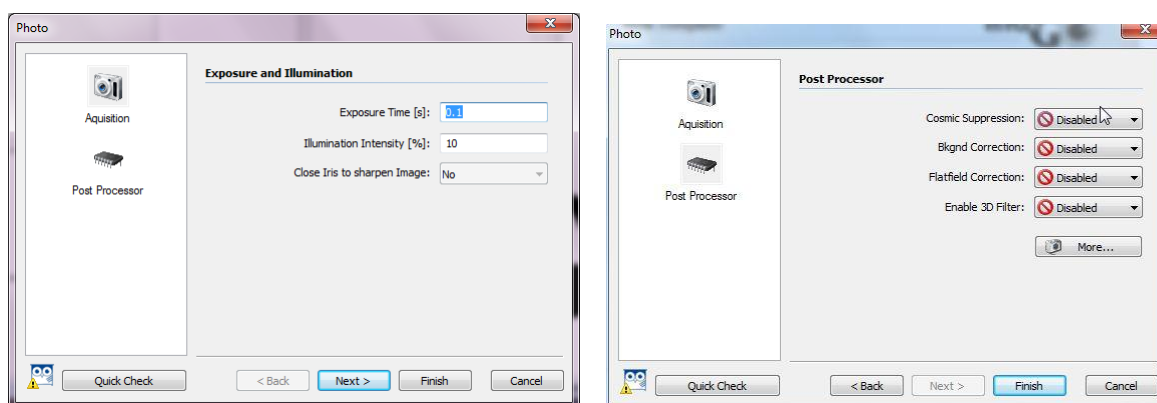 Photo
Exposure and Illumination
Aquisition
Post Processor
Exposure Time [s]: 0.1
Illumination Intensity [%]: 10
Close Iris to sharpen Image: No
Quick Check
< Back
Next >
Finish
Cancel
Photo
Post Processor
Aquisition
Post Processor
Cosmic Suppression: Disabled
Bkgnd Correction: Disabled
Flatfield Correction: Disabled
Enable 3D Filter: Disabled
More...
Quick Check
< Back
Next >
Finish
Cancel